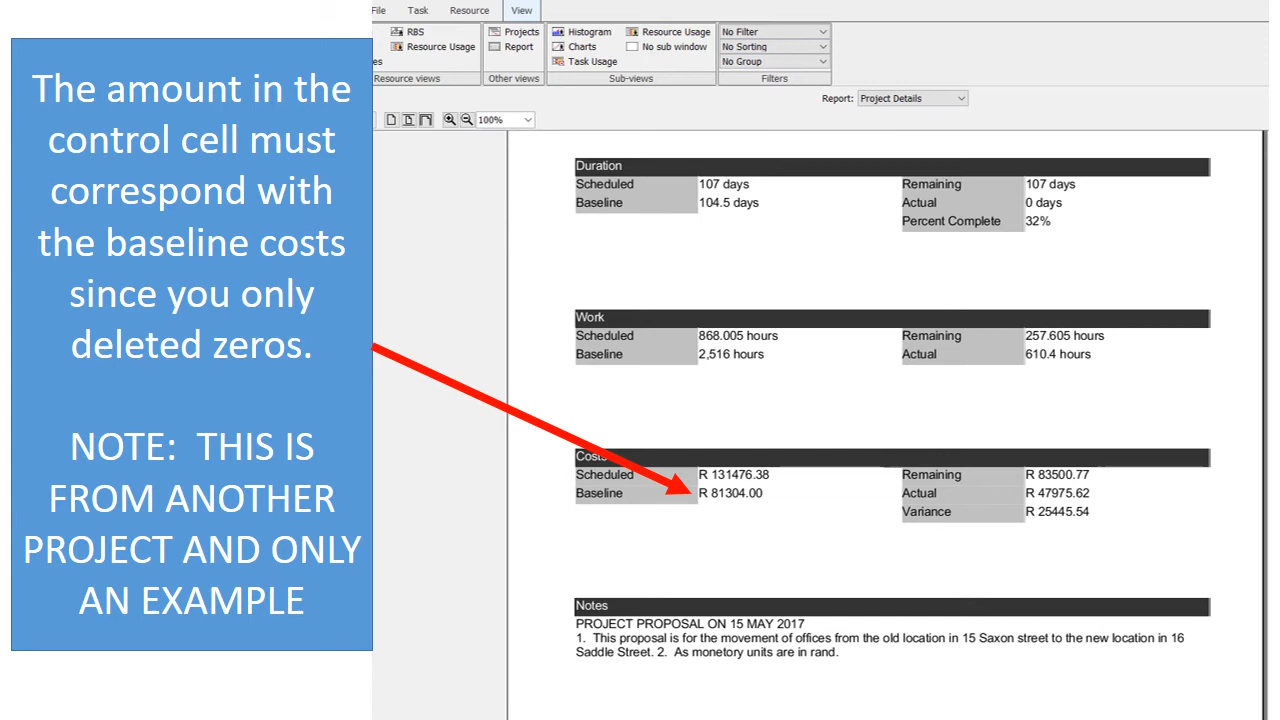 The amount in the
control cell must
correspond with
the baseline costs
since you only
deleted zeros.
NOTE:  THIS IS
FROM ANOTHER
PROJECT AND ONLY
AN EXAMPLE
File Task Resource View
RBS
Resource Usage
es
Resource views
Projects
Report
Other views
Histogram Resource Usage
Charts No sub window
Task Usage
Sub-views
No Filter
No Sorting
No Group
Filters
Report: Project Details
100%
Duration
Scheduled 107 days Remaining 107 days
Baseline 104.5 days Actual 0 days
Percent Complete 32%
Work
Scheduled 868.005 hours Remaining 257.605 hours
Baseline 2,516 hours Actual 610.4 hours
Costs
Scheduled R 131476.38 Remaining R 83500.77
Baseline R 81304.00 Actual R 47975.62
Variance R 25445.54
Notes
PROJECT PROPOSAL ON 15 MAY 2017
1.  This proposal is for the movement of offices from the old location in 15 Saxon street to the new location in 16
Saddle Street. 2.  As monetory units are in rand.